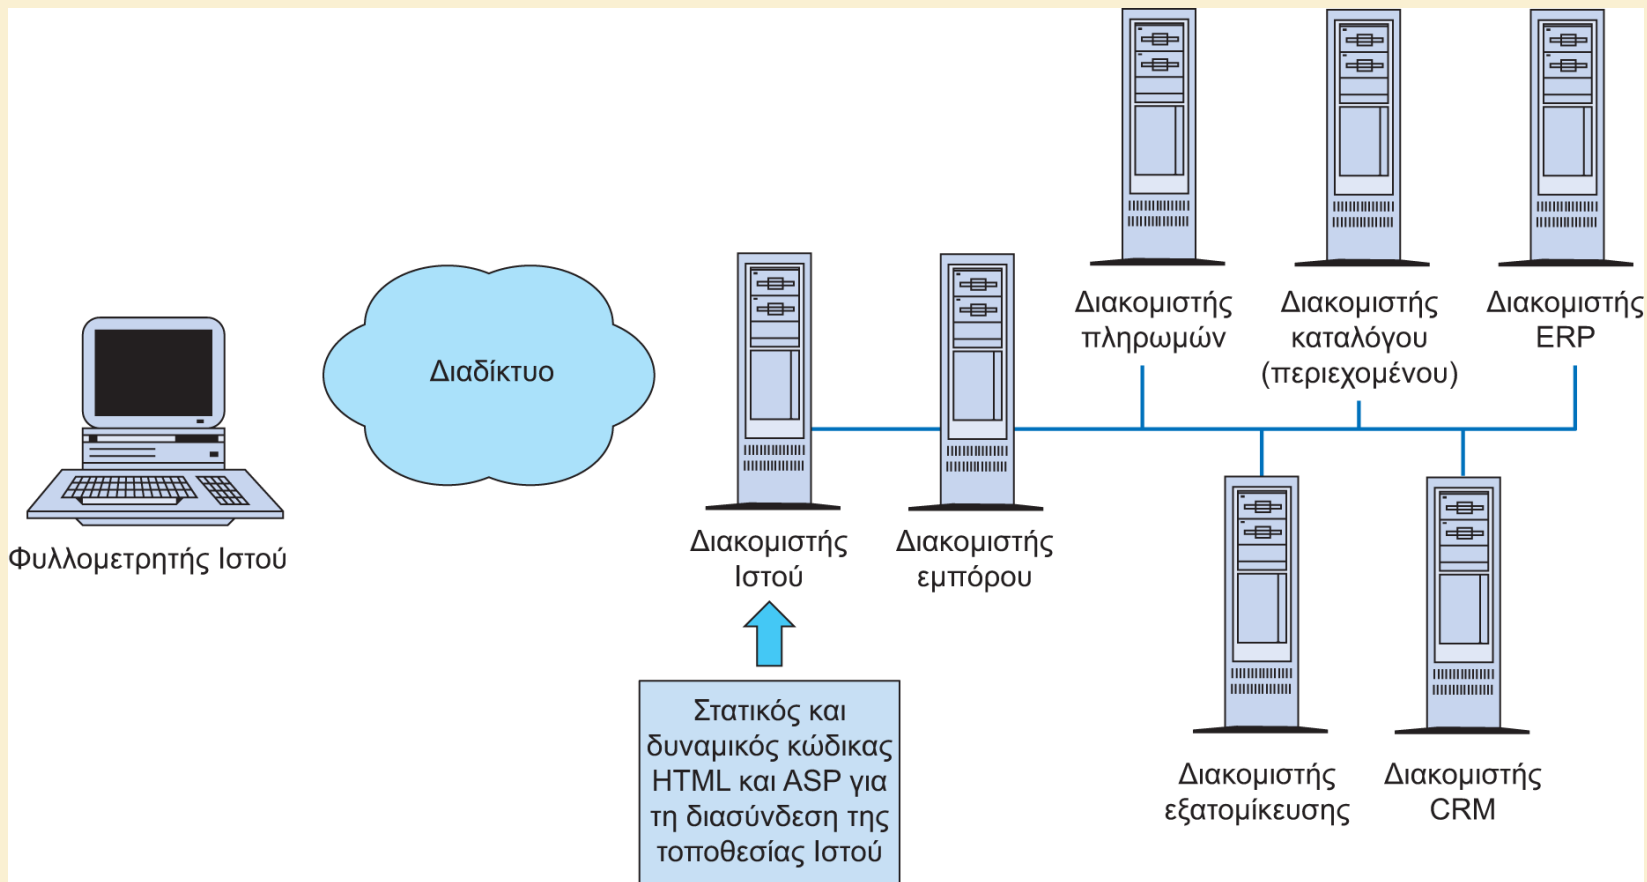 Διακομιστής
πληρωμών
Διακομιστής
καταλόγου
(περιεχομένου)
Διακομιστής
ERP
Διαδίκτυο
Φυλλομετρητής Ιστού
Διακομιστής
Ιστού
Διακομιστής
εμπόρου
Στατικός και
δυναμικός κώδικας
HTML και ASP για
τη διασύνδεση της
τοποθεσίας Ιστού
Διακομιστής
εξατομίκευσης
Διακομιστής
CRM